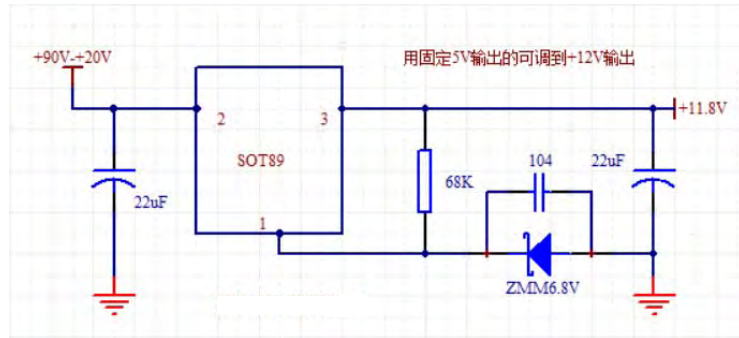 用固定5V输出的可调到+12V输出
+90V-+20V
+11.8V
2
3
SOT89
104
22uF
68K
22uF
1
ZMM6.8V